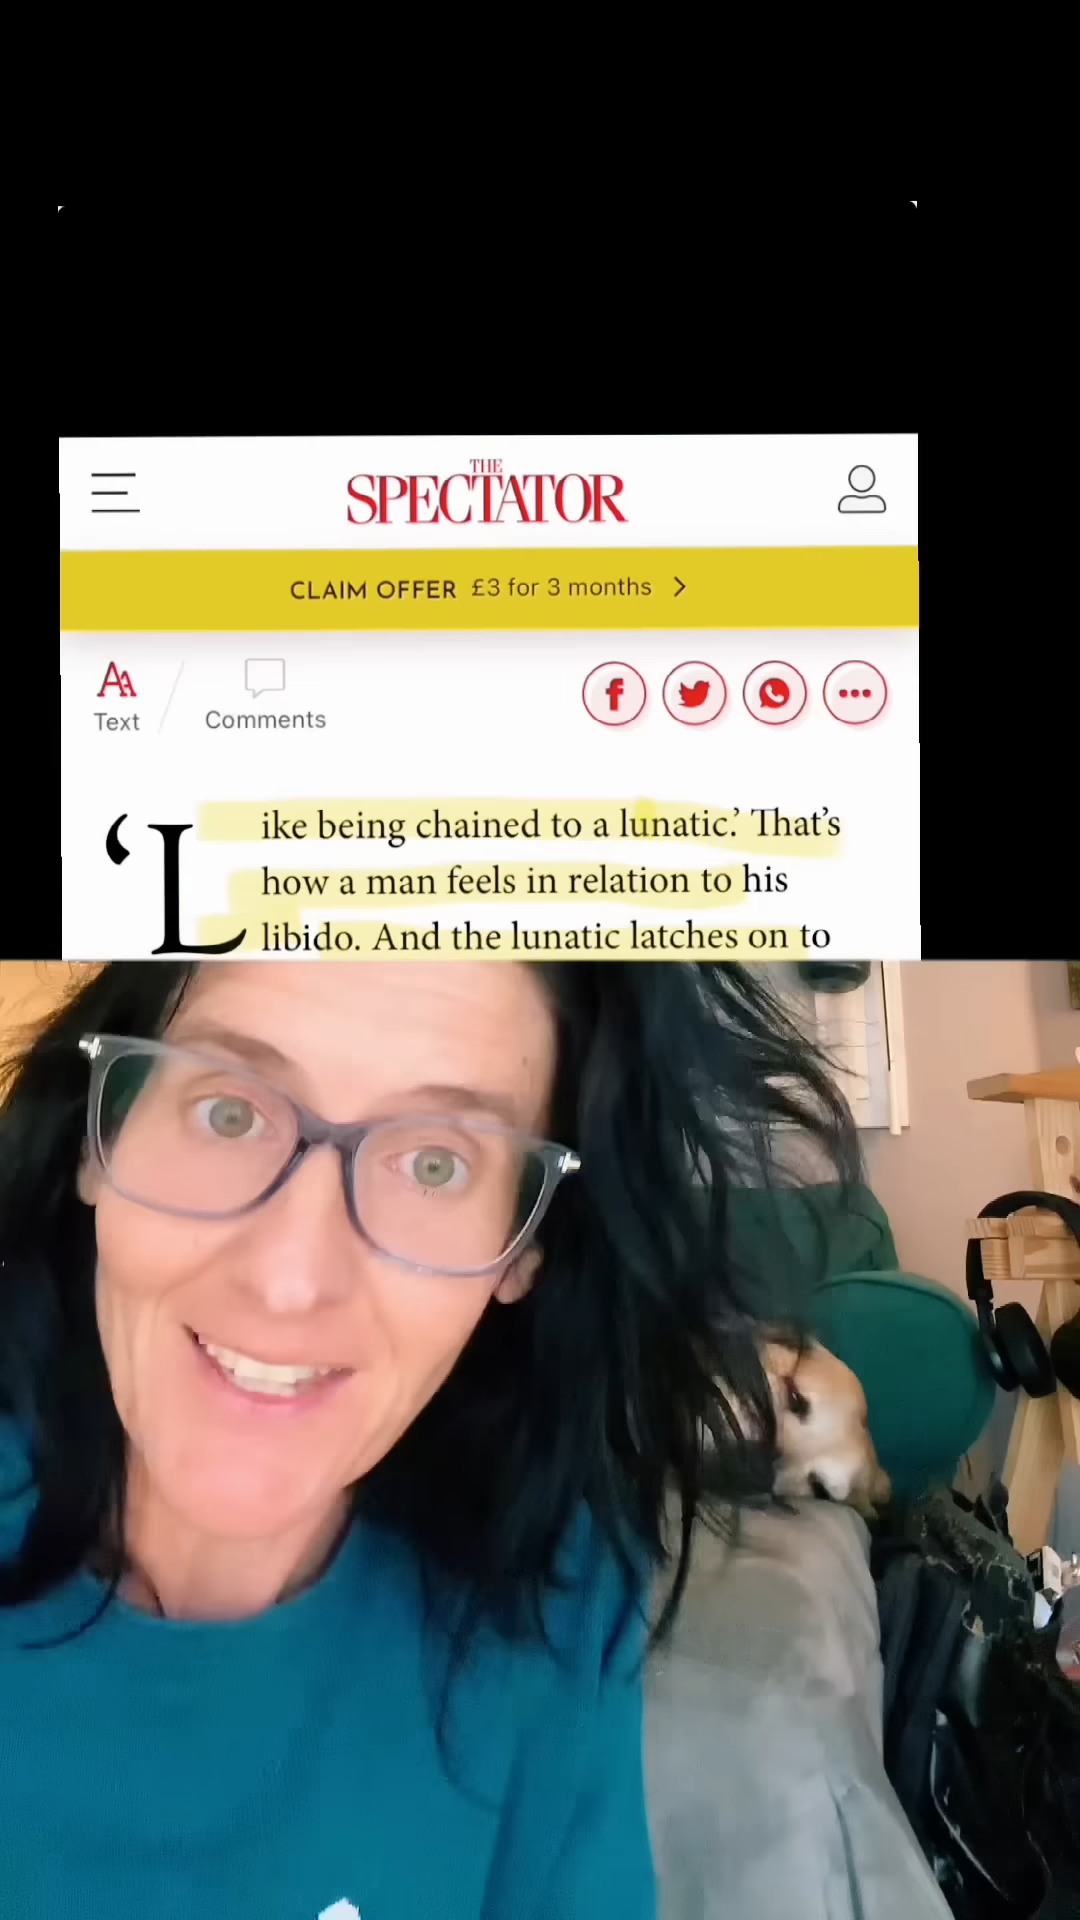 THE
SPECTATOR
CLAIM OFFER £3 for 3 months
Text
Comments
‘Like being chained to a lunatic.’ That’s
how a man feels in relation to his
libido. And the lunatic latches on to